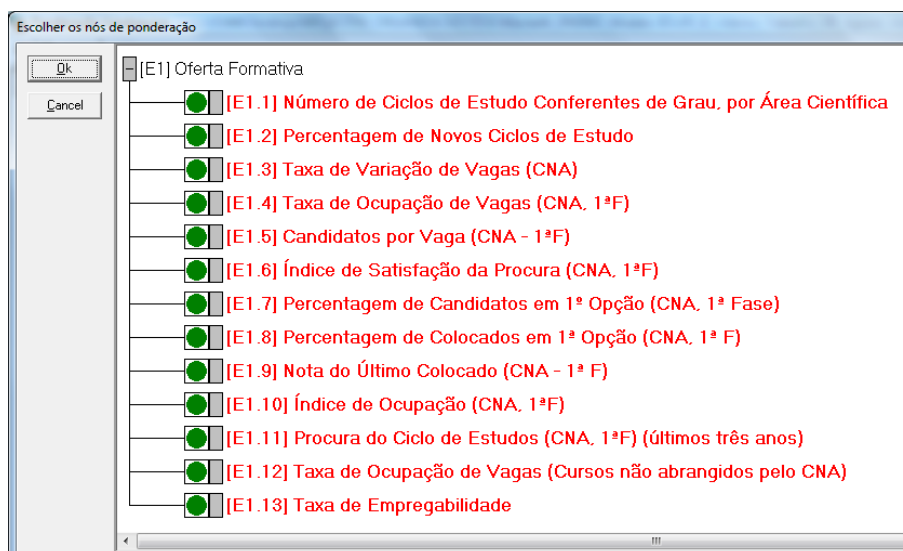 Escolher os nós de ponderação
Ok
Cancel
[E1] Oferta Formativa
[E1.1] Número de Ciclos de Estudo Conferentes de Grau, por Área Científica
[E1.2] Percentagem de Novos Ciclos de Estudo
[E1.3] Taxa de Variação de Vagas (CNA)
[E1.4] Taxa de Ocupação de Vagas (CNA, 1ªF)
[E1.5] Candidatos por Vaga (CNA - 1ªF)
[E1.6] Índice de Satisfação da Procura (CNA, 1ªF)
[E1.7] Percentagem de Candidatos em 1º Opção (CNA, 1ª Fase)
[E1.8] Percentagem de Colocados em 1ª Opção (CNA, 1ª F)
[E1.9] Nota do Último Colocado (CNA - 1ª F)
[E1.10] Índice de Ocupação (CNA, 1ªF)
[E1.11] Procura do Ciclo de Estudos (CNA, 1ªF) (últimos três anos)
[E1.12] Taxa de Ocupação de Vagas (Cursos não abrangidos pelo CNA)
[E1.13] Taxa de Empregabilidade